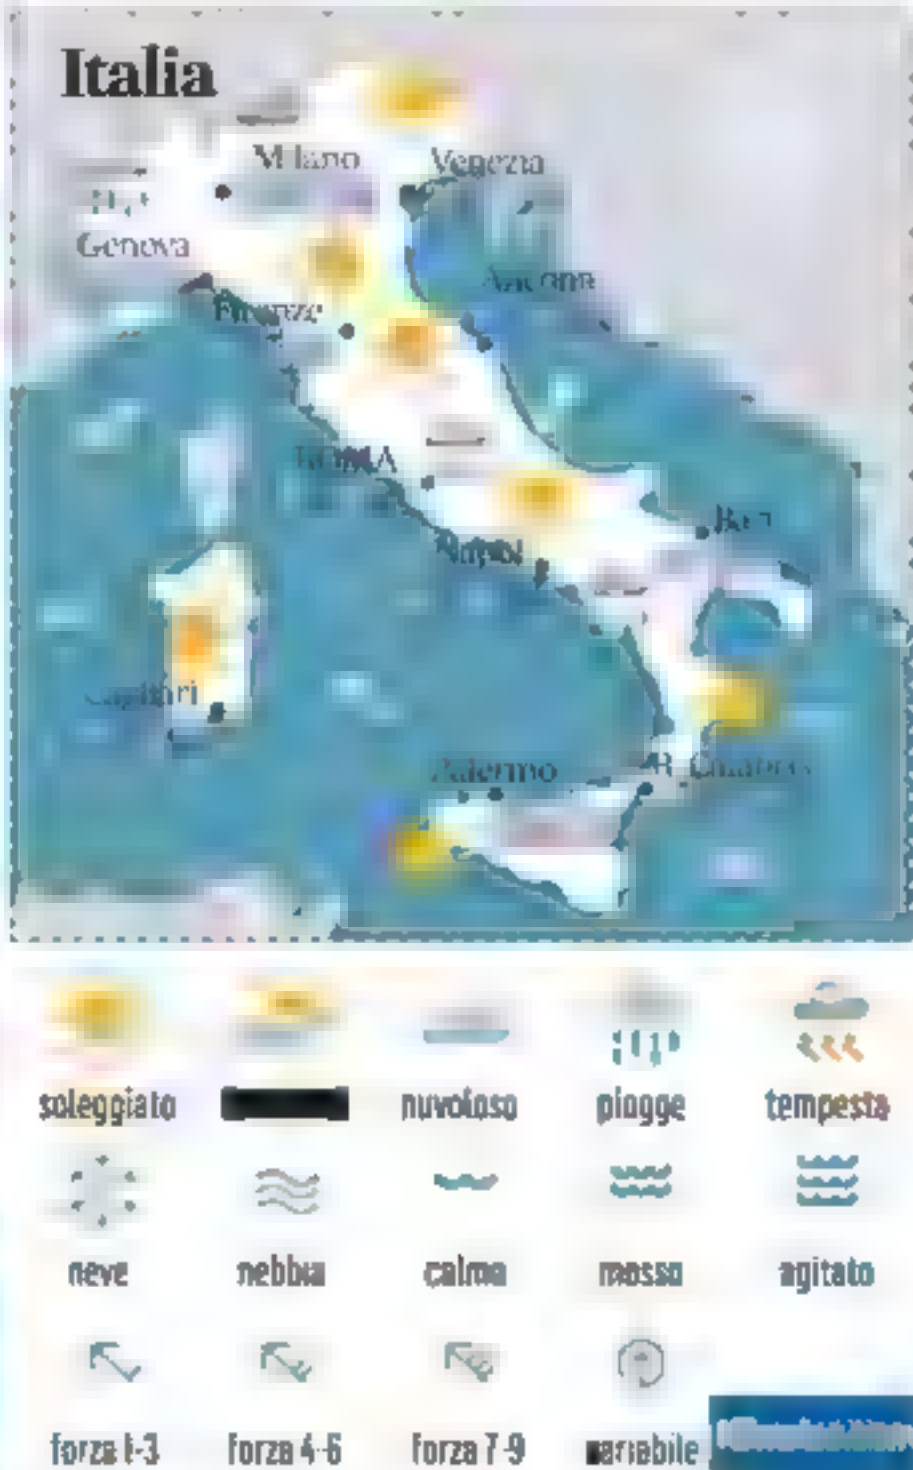 Italia
Milano
Venezia
Genova
Ancona
Firenze
ROMA
Napoli
Bari
Cagliari
Palermo
R. Calabria
soleggiato
nuvoloso
piogge
tempesta
neve
nebbia
calmo
mosso
agitato
forza 1-3
forza 4-6
forza 7-9
variabile